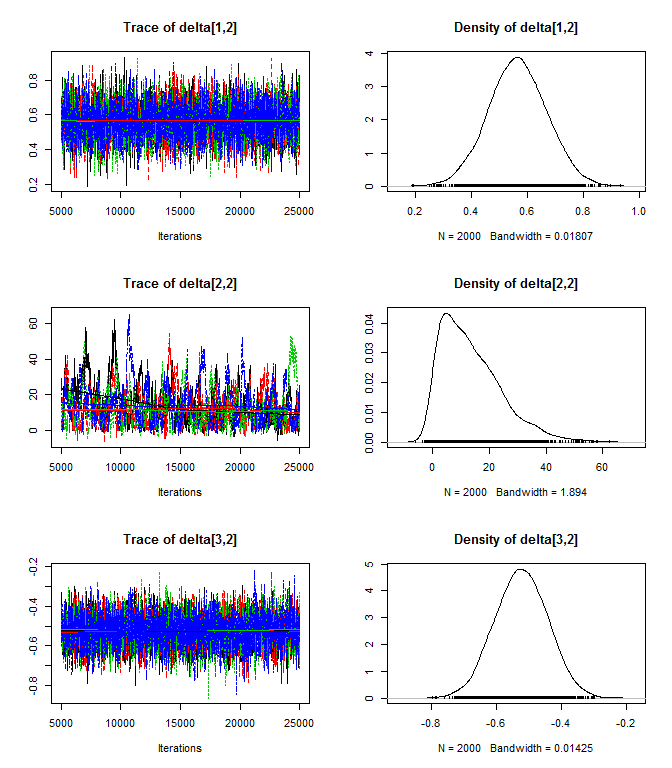 Trace of delta[1,2]
0.2 0.4 0.6 0.8
5000 10000 15000 20000 25000
Iterations
Density of delta[1,2]
0 1 2 3 4
0.2 0.4 0.6 0.8 1.0
N = 2000 Bandwidth = 0.01807
Trace of delta[2,2]
0 20 40 60
5000 10000 15000 20000 25000
Iterations
Density of delta[2,2]
0.00 0.01 0.02 0.03 0.04
0 20 40 60
N = 2000 Bandwidth = 1.894
Trace of delta[3,2]
-0.8 -0.6 -0.4 -0.2
5000 10000 15000 20000 25000
Iterations
Density of delta[3,2]
0 1 2 3 4 5
-0.8 -0.6 -0.4 -0.2
N = 2000 Bandwidth = 0.01425